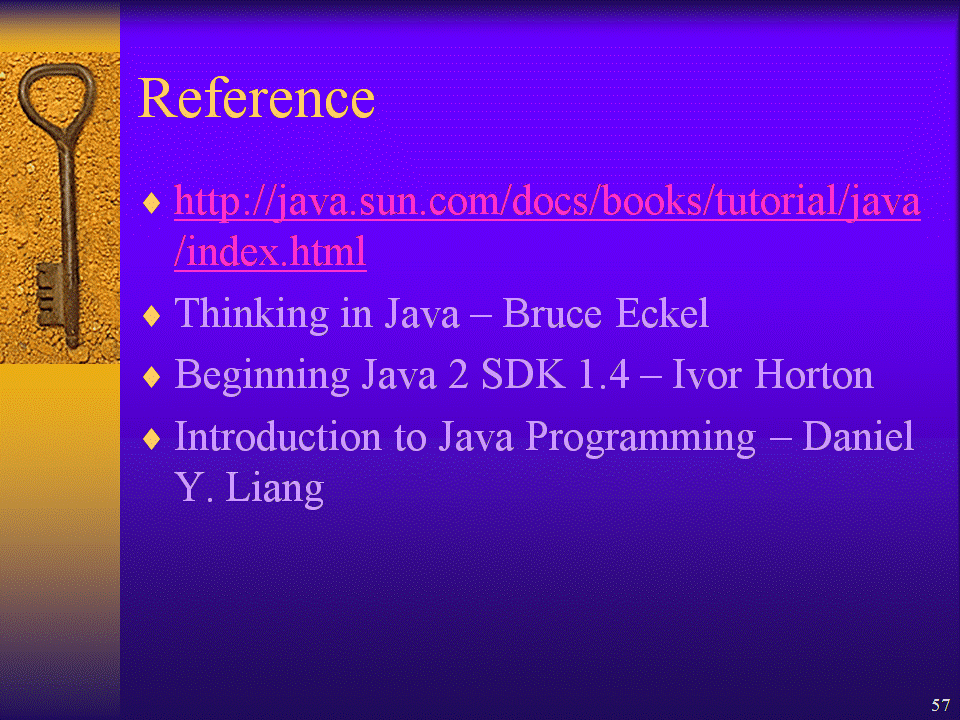 Reference
http://java.sun.com/docs/books/tutorial/java
/index.html
Thinking in Java – Bruce Eckel
Beginning Java 2 SDK 1.4 – Ivor Horton
Introduction to Java Programming – Daniel
Y. Liang
57